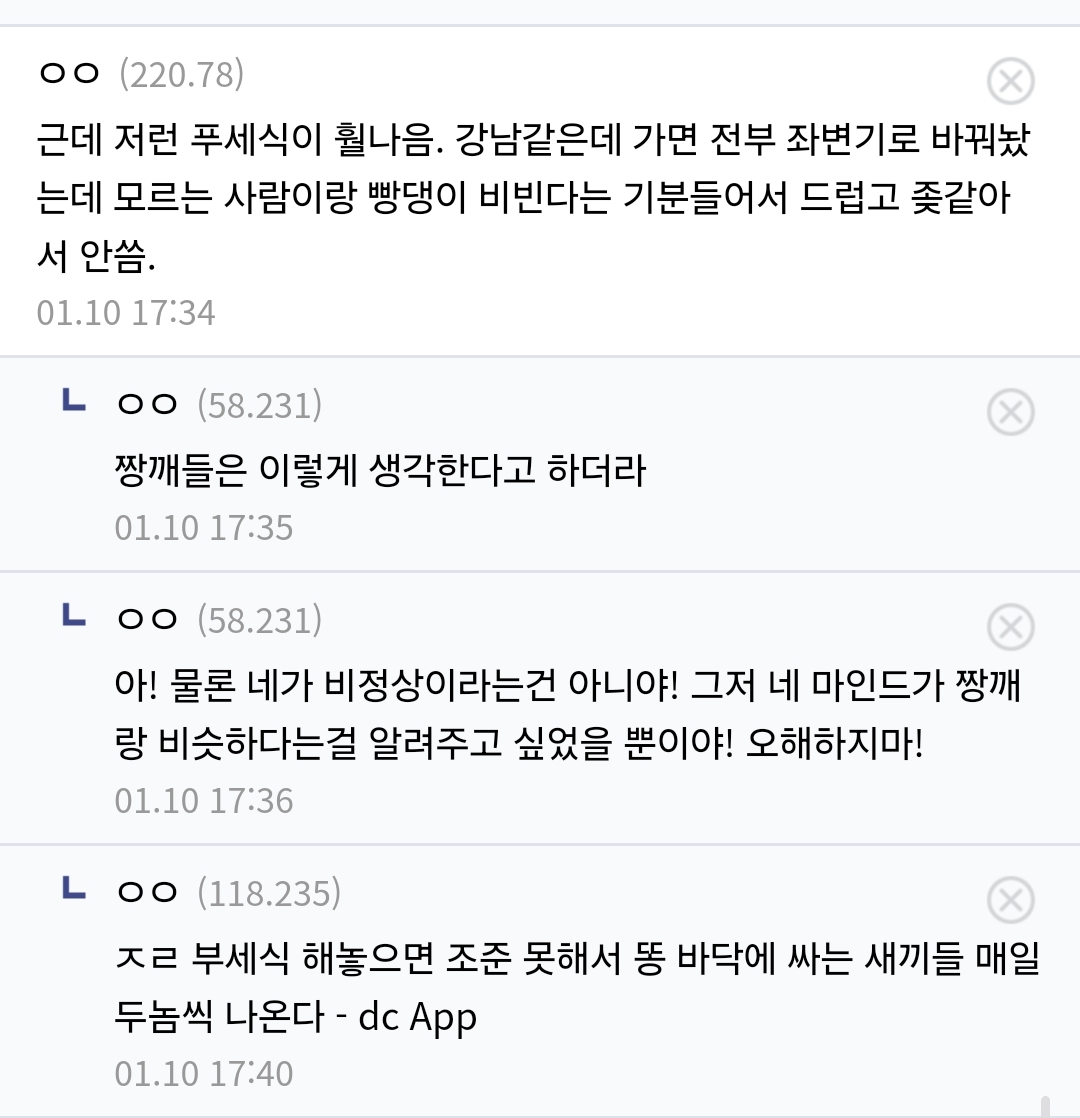 ㅇㅇ (220.78)
근데 저런 푸세식이 훨나음. 강남같은데 가면 전부 좌변기로 바꿔놨
는데 모르는 사람이랑 빵댕이 비빈다는 기분들어서 드럽고 좆같아
서 안씀.
01.10 17:34
ㄴ ㅇㅇ (58.231)
짱깨들은 이렇게 생각한다고 하더라
01.10 17:35
ㄴ ㅇㅇ (58.231)
아! 물론 네가 비정상이라는건 아니야! 그저 네 마인드가 짱깨
랑 비슷하다는걸 알려주고 싶었을 뿐이야! 오해하지마!
01.10 17:36
ㄴ ㅇㅇ (118.235)
ㅈㄹ 부세식 해놓으면 조준 못해서 똥 바닥에 싸는 새끼들 매일
두놈씩 나온다 - dc App
01.10 17:40